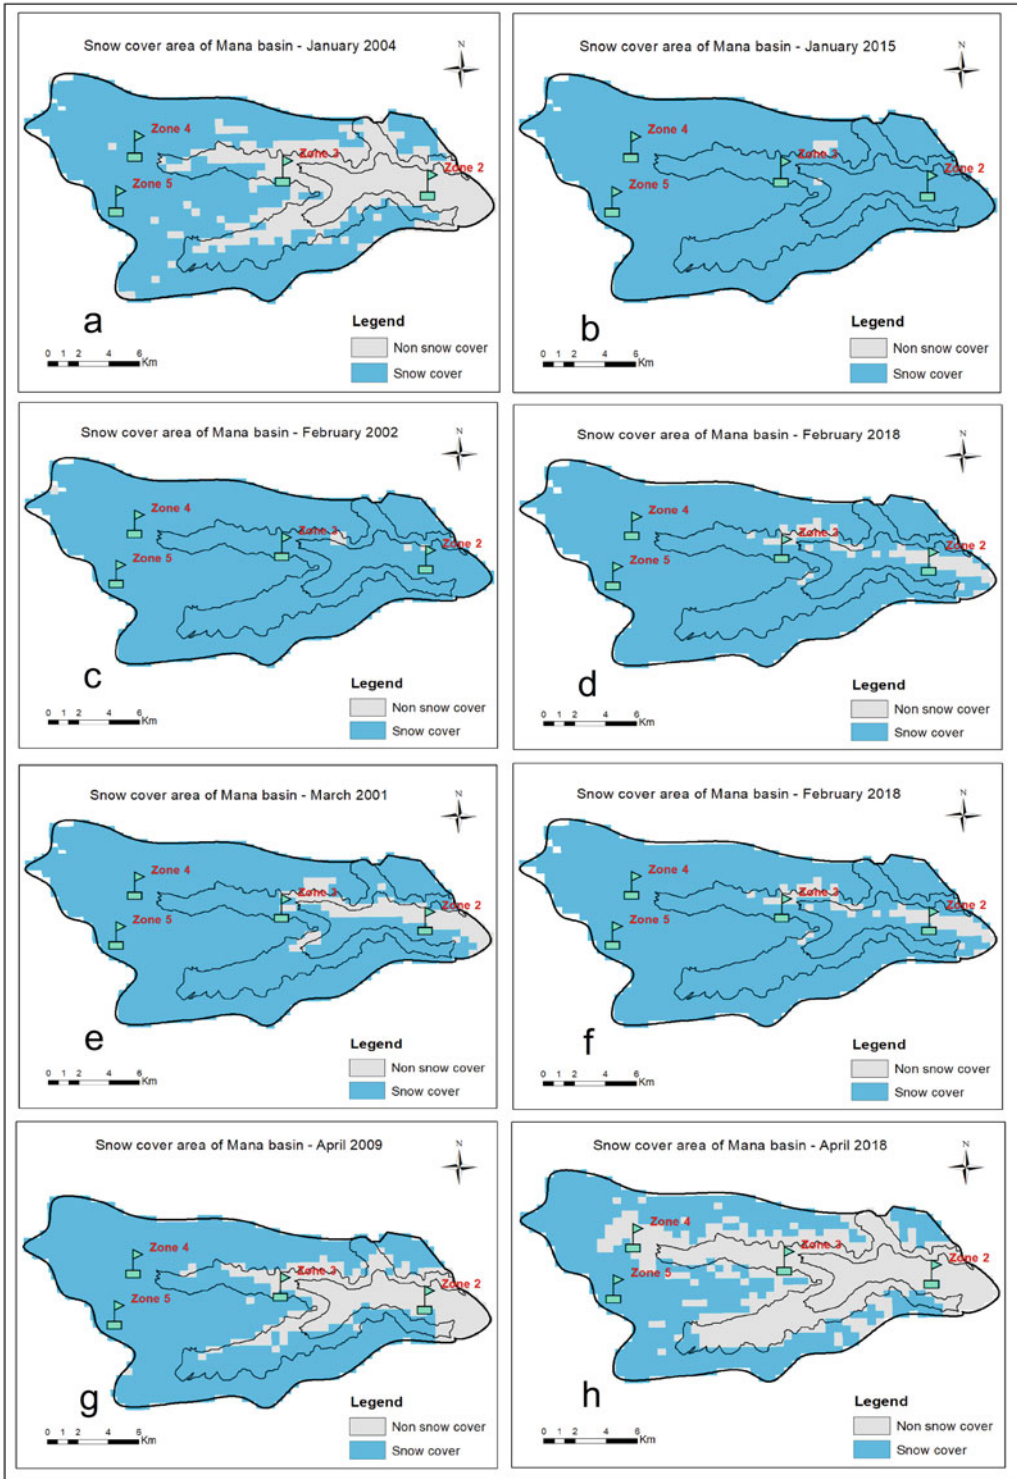 Snow cover area of Mana basin - January 2004
N
Zone 4
Zone 3
Zone 2
Zone 5
a
Legend
Non snow cover
Snow cover
0 1 2 4 6
Km
Snow cover area of Mana basin - January 2015
N
Zone 4
Zone 3
Zone 2
Zone 5
b
Legend
Non snow cover
Snow cover
0 1 2 4 6
Km
Snow cover area of Mana basin - February 2002
N
Zone 4
Zone 3
Zone 2
Zone 5
c
Legend
Non snow cover
Snow cover
0 1 2 4 6
Km
Snow cover area of Mana basin - February 2018
N
Zone 4
Zone 3
Zone 2
Zone 5
d
Legend
Non snow cover
Snow cover
0 1 2 4 6
Km
Snow cover area of Mana basin - March 2001
N
Zone 4
Zone 3
Zone 2
Zone 5
e
Legend
Non snow cover
Snow cover
0 1 2 4 6
Km
Snow cover area of Mana basin - February 2018
N
Zone 4
Zone 3
Zone 2
Zone 5
f
Legend
Non snow cover
Snow cover
0 1 2 4 6
Km
Snow cover area of Mana basin - April 2009
N
Zone 4
Zone 3
Zone 2
Zone 5
g
Legend
Non snow cover
Snow cover
0 1 2 4 6
Km
Snow cover area of Mana basin - April 2018
N
Zone 4
Zone 3
Zone 2
Zone 5
h
Legend
Non snow cover
Snow cover
0 1 2 4 6
Km